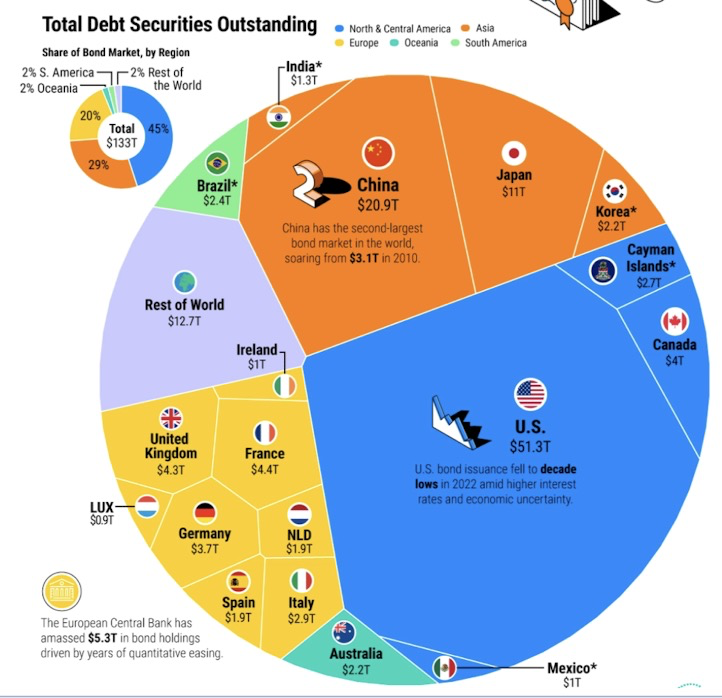 Total Debt Securities Outstanding
North & Central America
Asia
Europe
Oceania
South America
Share of Bond Market, by Region
2% S. America
2% Rest of
the World
2% Oceania
20%
45%
29%
Total
$133T
India*
$1.3T
Brazil*
$2.4T
2
China
$20.9T
China has the second-largest
bond market in the world,
soaring from $3.1T in 2010.
Japan
$11T
Korea*
$2.2T
Cayman
Islands*
$2.7T
Canada
$4T
Rest of World
$12.7T
Ireland
$1T
U.S.
$51.3T
U.S. bond issuance fell to decade
lows in 2022 amid higher interest
rates and economic uncertainty.
United
Kingdom
$4.3T
France
$4.4T
LUX
$0.9T
Germany
$3.7T
NLD
$1.9T
Spain
$1.9T
Italy
$2.9T
The European Central Bank has
amassed $5.3T in bond holdings
driven by years of quantitative easing.
Australia
$2.2T
Mexico*
$1T